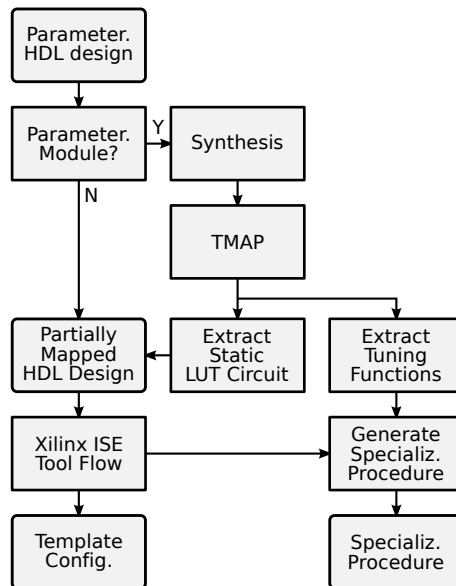 Parameter.
HDL design
Parameter.
Module?
Y
Synthesis
N
TMAP
Partially
Mapped
HDL Design
Extract
Static
LUT Circuit
Extract
Tuning
Functions
Xilinx ISE
Tool Flow
Generate
Specializ.
Procedure
Template
Config.
Specializ.
Procedure